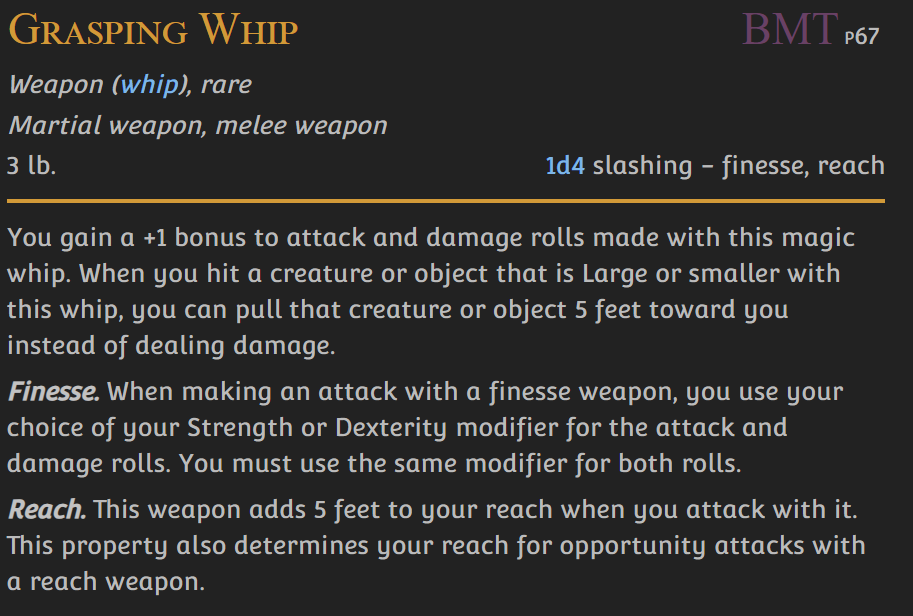 Grasping Whip BMT P67
Weapon (whip), rare
Martial weapon, melee weapon
3 lb. 1d4 slashing – finesse, reach
You gain a +1 bonus to attack and damage rolls made with this magic
whip. When you hit a creature or object that is Large or smaller with
this whip, you can pull that creature or object 5 feet toward you
instead of dealing damage.
Finesse. When making an attack with a finesse weapon, you use your
choice of your Strength or Dexterity modifier for the attack and
damage rolls. You must use the same modifier for both rolls.
Reach. This weapon adds 5 feet to your reach when you attack with it.
This property also determines your reach for opportunity attacks with
a reach weapon.